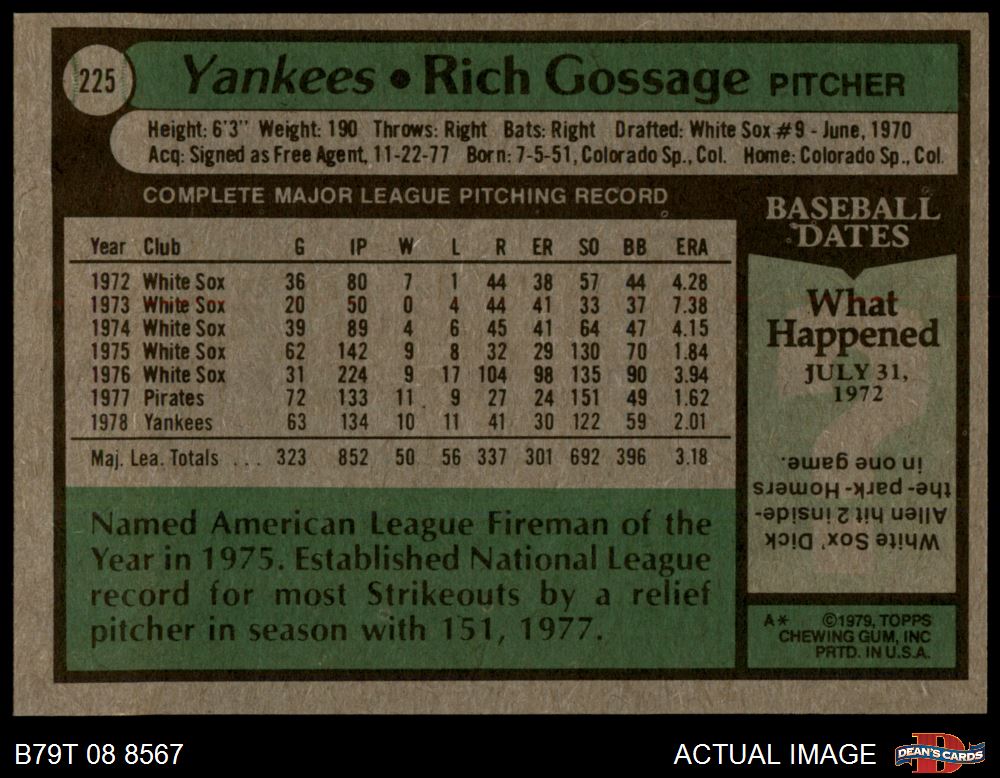 225
Yankees • Rich Gossage PITCHER
Height: 6'3" Weight: 190 Throws: Right Bats: Right Drafted: White Sox #9 - June, 1970
Acq: Signed as Free Agent, 11-22-77 Born: 7-5-51, Colorado Sp., Col. Home: Colorado Sp., Col.
COMPLETE MAJOR LEAGUE PITCHING RECORD
Year Club G IP W L R ER SO BB ERA
1972 White Sox 36 80 7 1 44 38 57 44 4.28
1973 White Sox 20 50 0 4 44 41 33 37 7.38
1974 White Sox 39 89 4 6 45 41 64 47 4.15
1975 White Sox 62 142 9 8 32 29 130 70 1.84
1976 White Sox 31 224 9 17 104 98 135 90 3.94
1977 Pirates 72 133 11 9 27 24 151 49 1.62
1978 Yankees 63 134 10 11 41 30 122 59 2.01
Maj. Lea. Totals ... 323 852 50 56 337 301 692 396 3.18
Named American League Fireman of the
Year in 1975. Established National League
record for most Strikeouts by a relief
pitcher in season with 151, 1977.
BASEBALL
DATES
What
Happened
JULY 31,
1972
White Sox' Dick
Allen hit 2 inside-
the-park-Homers
in one game.
A* ©1979, TOPPS
CHEWING GUM, INC
PRTD. IN U.S.A.
B79T 08 8567
ACTUAL IMAGE
DEAN'S CARDS